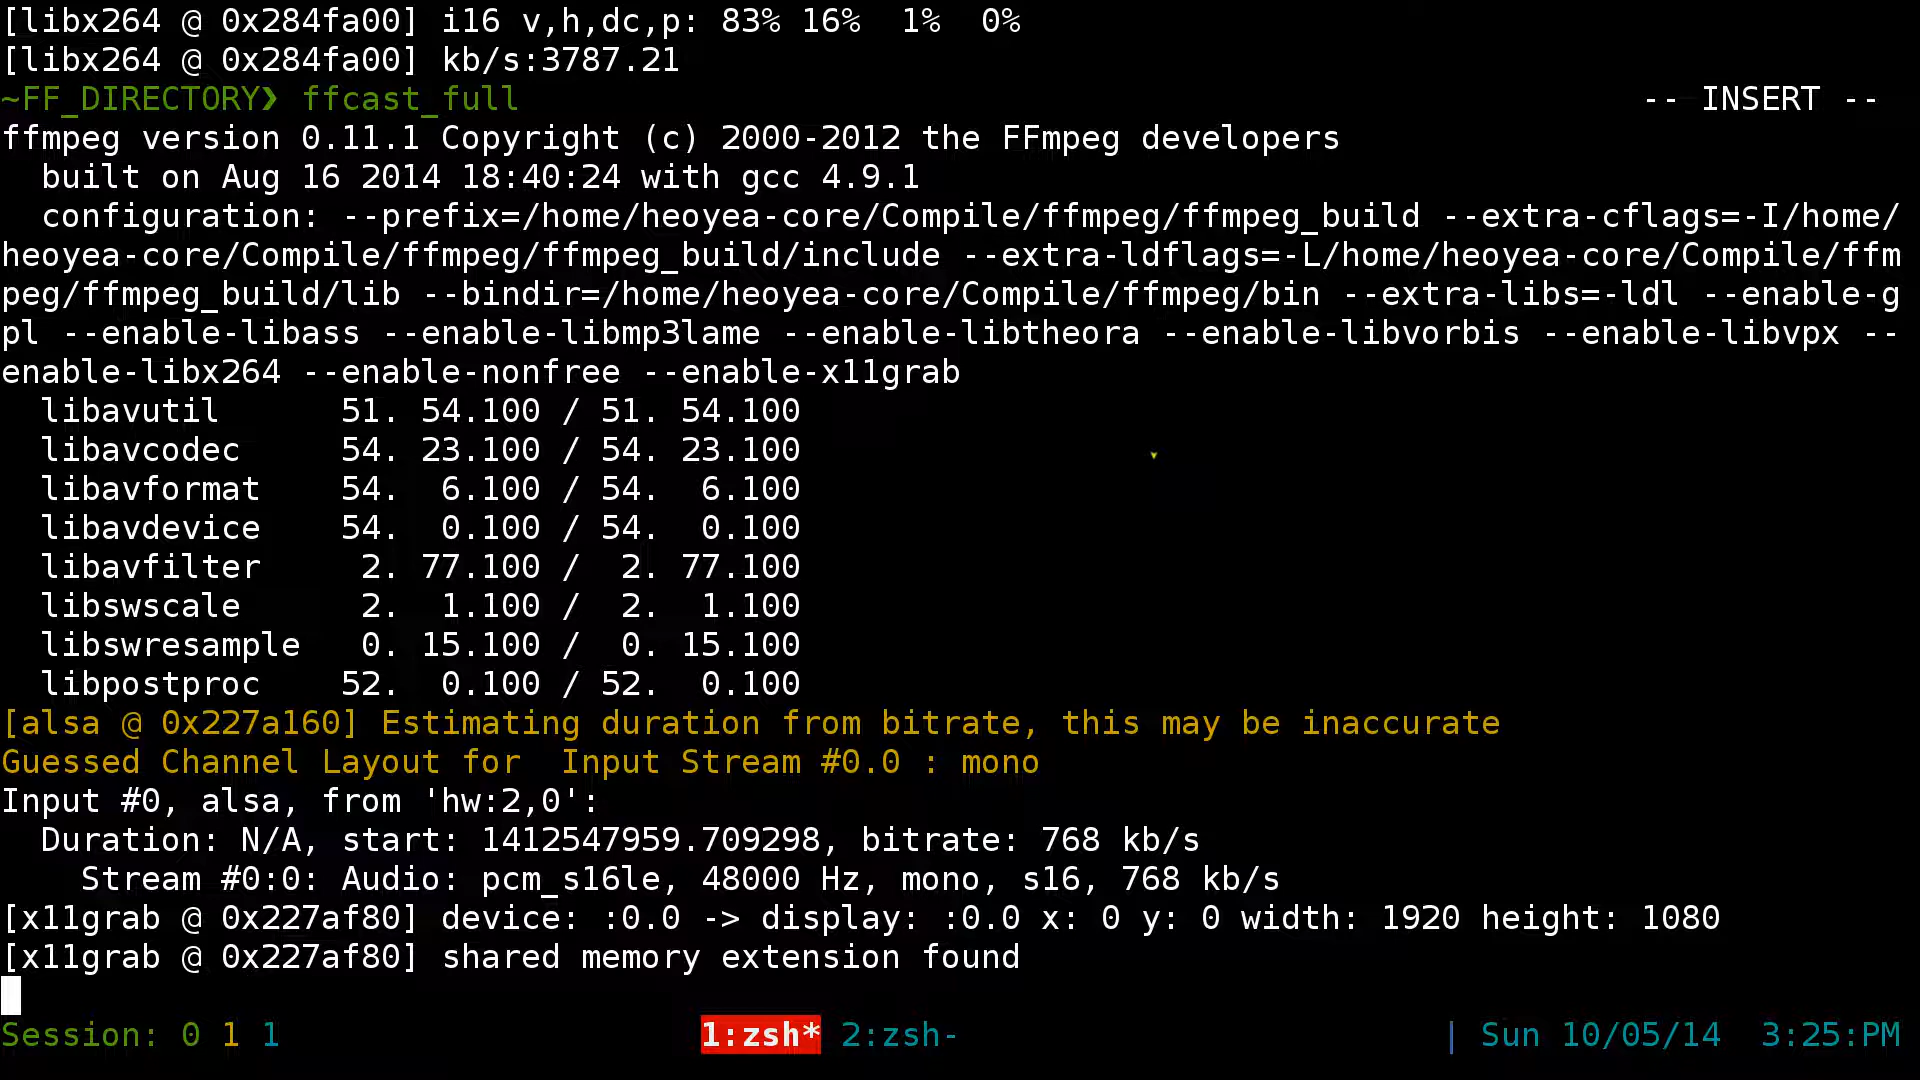 [libx264 @ 0x284fa00] i16 v,h,dc,p: 83% 16%  1%  0%
[libx264 @ 0x284fa00] kb/s:3787.21
~FF_DIRECTORY❯ ffcast_full -- INSERT --
ffmpeg version 0.11.1 Copyright (c) 2000-2012 the FFmpeg developers
  built on Aug 16 2014 18:40:24 with gcc 4.9.1
  configuration: --prefix=/home/heoyea-core/Compile/ffmpeg/ffmpeg_build --extra-cflags=-I/home/
heoyea-core/Compile/ffmpeg/ffmpeg_build/include --extra-ldflags=-L/home/heoyea-core/Compile/ffm
peg/ffmpeg_build/lib --bindir=/home/heoyea-core/Compile/ffmpeg/bin --extra-libs=-ldl --enable-g
pl --enable-libass --enable-libmp3lame --enable-libtheora --enable-libvorbis --enable-libvpx --
enable-libx264 --enable-nonfree --enable-x11grab
  libavutil      51. 54.100 / 51. 54.100
  libavcodec     54. 23.100 / 54. 23.100
  libavformat    54.  6.100 / 54.  6.100
  libavdevice    54.  0.100 / 54.  0.100
  libavfilter     2. 77.100 /  2. 77.100
  libswscale      2.  1.100 /  2.  1.100
  libswresample   0. 15.100 /  0. 15.100
  libpostproc    52.  0.100 / 52.  0.100
[alsa @ 0x227a160] Estimating duration from bitrate, this may be inaccurate
Guessed Channel Layout for  Input Stream #0.0 : mono
Input #0, alsa, from 'hw:2,0':
  Duration: N/A, start: 1412547959.709298, bitrate: 768 kb/s
    Stream #0:0: Audio: pcm_s16le, 48000 Hz, mono, s16, 768 kb/s
[x11grab @ 0x227af80] device: :0.0 -> display: :0.0 x: 0 y: 0 width: 1920 height: 1080
[x11grab @ 0x227af80] shared memory extension found
Session: 0 1 1 1:zsh* 2:zsh- | Sun 10/05/14  3:25:PM